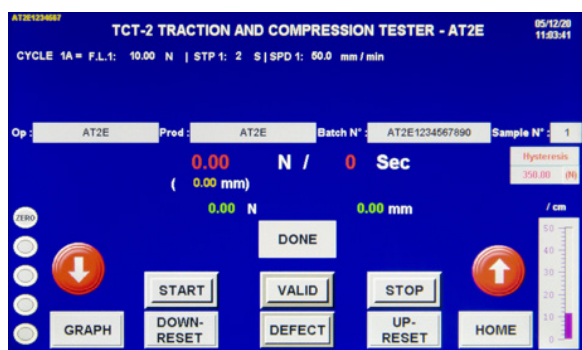 AT2E1234567
TCT-2 TRACTION AND COMPRESSION TESTER - AT2E
05/12/20
11:03:41
CYCLE 1A = F.L.1: 10.00 N | STP 1: 2 S | SPD 1: 50.0 mm / min
Op : AT2E Prod : AT2E Batch N° : AT2E1234567890 Sample N° : 1
0.00 N / 0 Sec
Hysteresis
350.00 (N)
( 0.00 mm)
0.00 N 0.00 mm
/ cm
ZERO
DONE
50
40
30
20
10
0
START VALID STOP
GRAPH DOWN-RESET DEFECT UP-RESET HOME